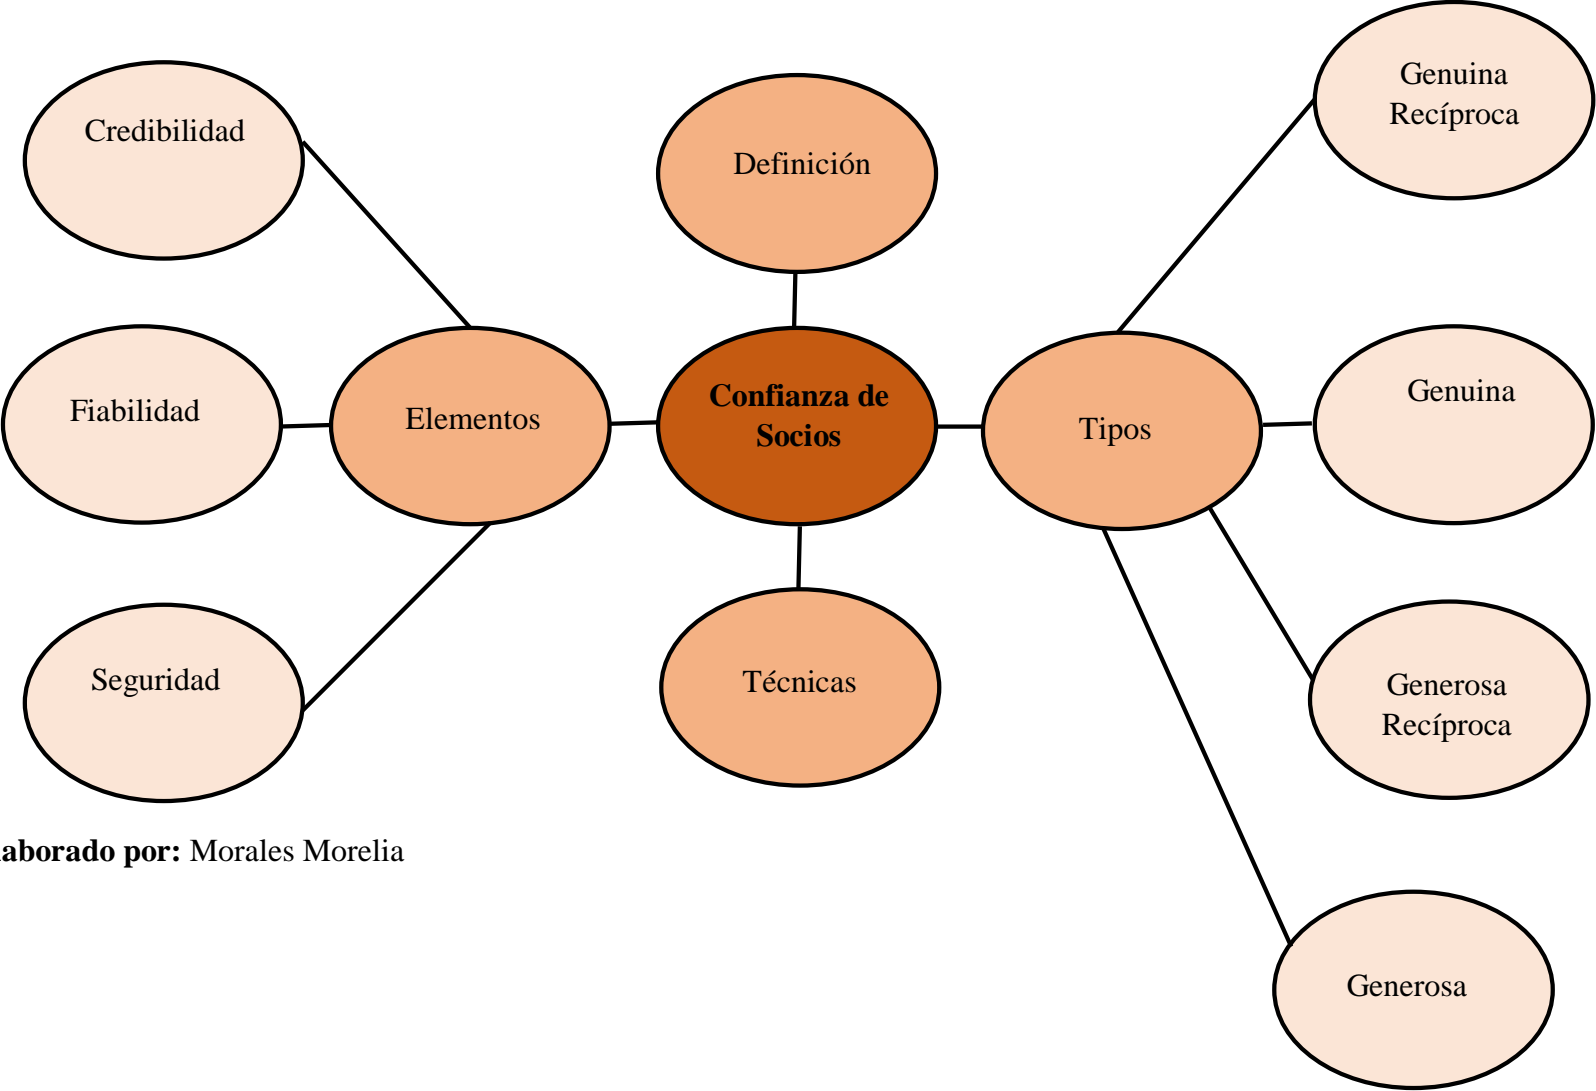 Genuina
Recíproca
Credibilidad
Definición
Confianza de
Socios
Genuina
Fiabilidad
Elementos
Tipos
Seguridad
Técnicas
Generosa
Recíproca
aborado por: Morales Morelia
Generosa